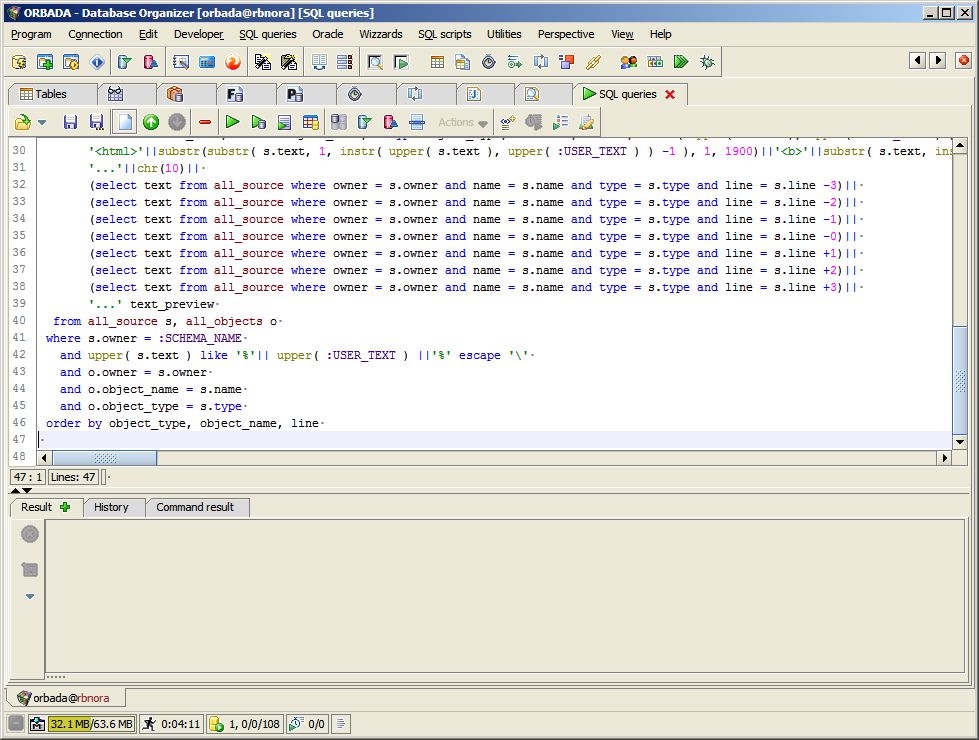 ORBADA - Database Organizer [orbada@rbnora] [SQL queries]
Program Connection Edit Developer SQL queries Oracle Wizzards SQL scripts Utilities Perspective View Help
Tables F P J SQL queries
Actions
30 '<html>'||substr(substr( s.text, 1, instr( upper( s.text ), upper( :USER_TEXT ) ) -1 ), 1, 1900)||'<b>'||substr( s.text, ins
31 '...'||chr(10)||
32 (select text from all_source where owner = s.owner and name = s.name and type = s.type and line = s.line -3)||
33 (select text from all_source where owner = s.owner and name = s.name and type = s.type and line = s.line -2)||
34 (select text from all_source where owner = s.owner and name = s.name and type = s.type and line = s.line -1)||
35 (select text from all_source where owner = s.owner and name = s.name and type = s.type and line = s.line -0)||
36 (select text from all_source where owner = s.owner and name = s.name and type = s.type and line = s.line +1)||
37 (select text from all_source where owner = s.owner and name = s.name and type = s.type and line = s.line +2)||
38 (select text from all_source where owner = s.owner and name = s.name and type = s.type and line = s.line +3)||
39 '...' text_preview
40 from all_source s, all_objects o
41 where s.owner = :SCHEMA_NAME
42 and upper( s.text ) like '%'|| upper( :USER_TEXT ) ||'%' escape '\'
43 and o.owner = s.owner
44 and o.object_name = s.name
45 and o.object_type = s.type
46 order by object_type, object_name, line
47
48
47 : 1 Lines: 47
Result History Command result
orbada@rbnora
32.1 MB/63.6 MB 0:04:11 1, 0/0/108 0/0